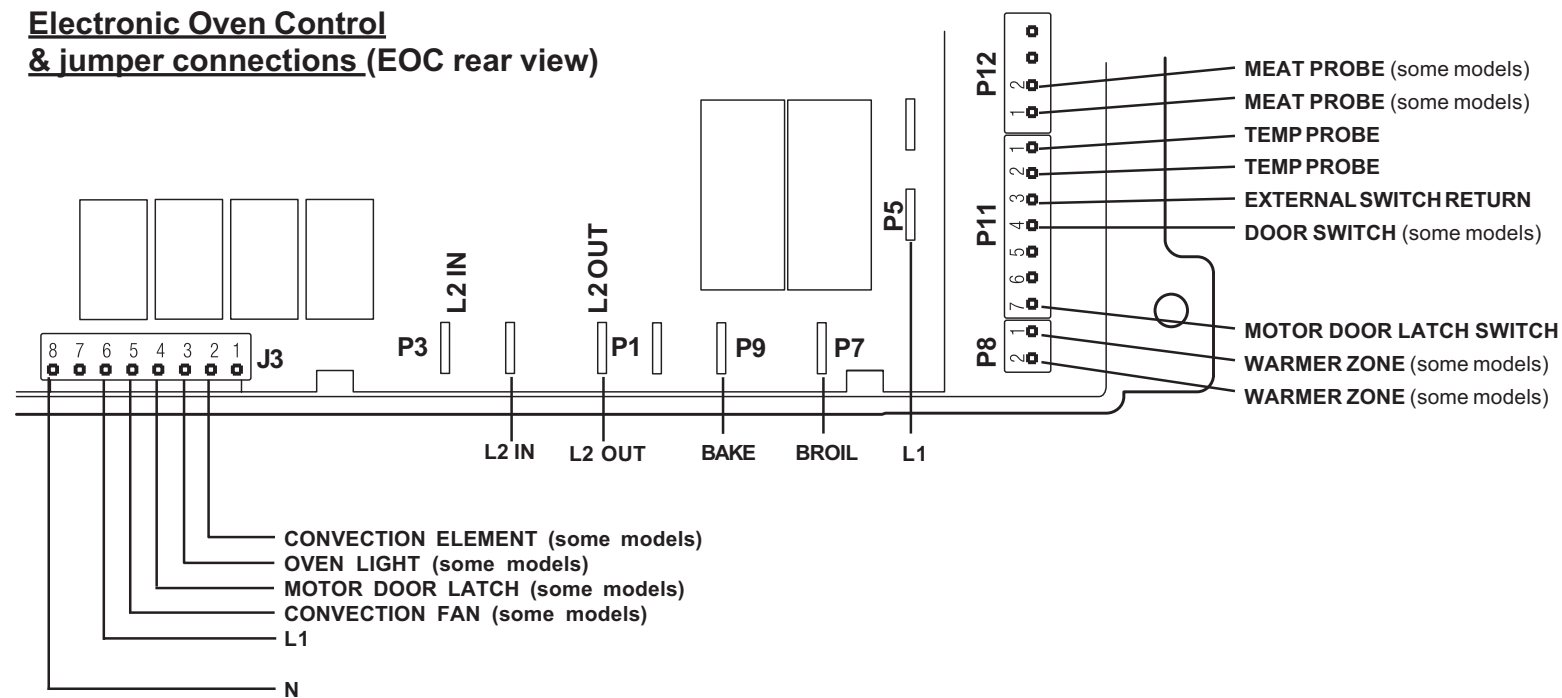 Electronic Oven Control
& jumper connections (EOC rear view)
P12
2
1
MEAT PROBE (some models)
MEAT PROBE (some models)
P11
1
2
3
4
5
6
7
TEMP PROBE
TEMP PROBE
EXTERNAL SWITCH RETURN
DOOR SWITCH (some models)
MOTOR DOOR LATCH SWITCH
P8
1
2
WARMER ZONE (some models)
WARMER ZONE (some models)
P5
L2 IN
L2 OUT
P3
P1
P9
P7
8 7 6 5 4 3 2 1
J3
L2 IN
L2 OUT
BAKE
BROIL
L1
CONVECTION ELEMENT (some models)
OVEN LIGHT (some models)
MOTOR DOOR LATCH (some models)
CONVECTION FAN (some models)
L1
N